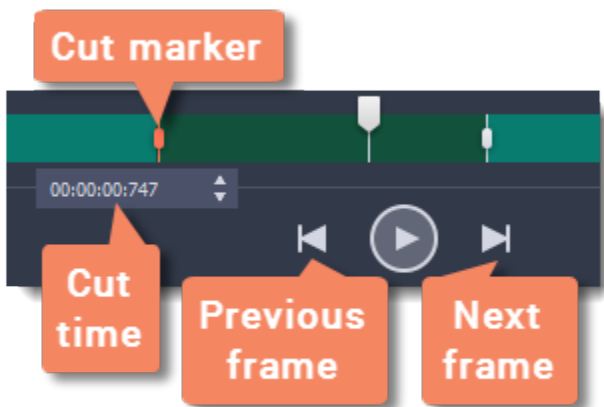 Cut marker
00:00:00:747
Cut
time
Previous
frame
Next
frame